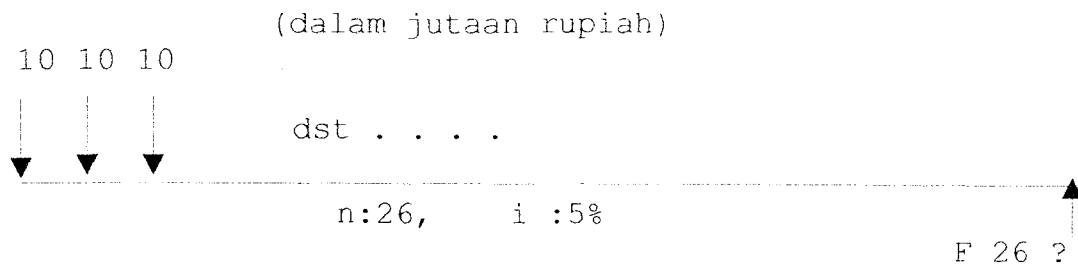 (dalam jutaan rupiah)
10 10 10
dst . . . .
n:26, i :5%
F 26 ?